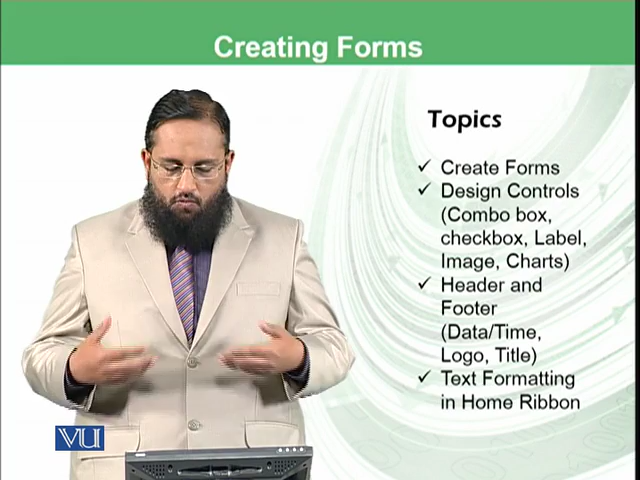 Creating Forms
Topics
✓ Create Forms
✓ Design Controls
(Combo box,
checkbox, Label,
Image, Charts)
✓ Header and
Footer
(Data/Time,
Logo, Title)
✓ Text Formatting
in Home Ribbon
VU